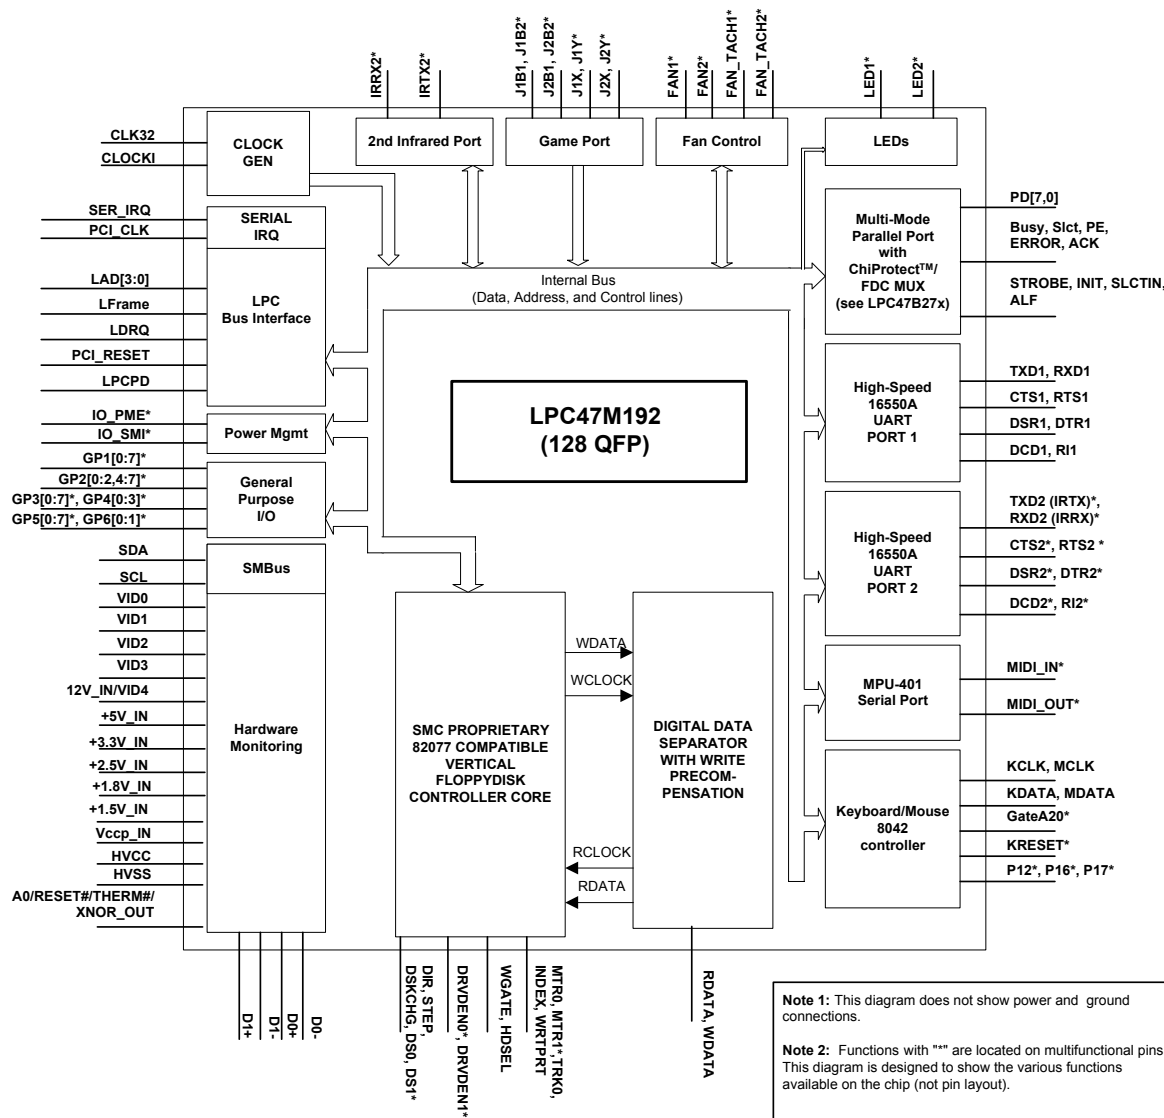 IRRX2*
IRTX2*
J1B1, J1B2*
J2B1, J2B2*
J1X, J1Y*
J2X, J2Y*
FAN1*
FAN2*
FAN_TACH1*
FAN_TACH2*
LED1*
LED2*
CLK32
CLOCKI
CLOCK
GEN
2nd Infrared Port
Game Port
Fan Control
LEDs
SER_IRQ
PCI_CLK
SERIAL
IRQ
LAD[3:0]
LFrame
LDRQ
PCI_RESET
LPCPD
LPC
Bus Interface
Internal Bus
(Data, Address, and Control lines)
Multi-Mode
Parallel Port
with
ChiProtect™/
FDC MUX
(see LPC47B27x)
PD[7,0]
Busy, Slct, PE,
ERROR, ACK
STROBE, INIT, SLCTIN,
ALF
IO_PME*
IO_SMI*
Power Mgmt
LPC47M192
(128 QFP)
High-Speed
16550A
UART
PORT 1
TXD1, RXD1
CTS1, RTS1
DSR1, DTR1
DCD1, RI1
GP1[0:7]*
GP2[0:2,4:7]*
GP3[0:7]*, GP4[0:3]*
GP5[0:7]*, GP6[0:1]*
General
Purpose
I/O
High-Speed
16550A
UART
PORT 2
TXD2 (IRTX)*,
RXD2 (IRRX)*
CTS2*, RTS2 *
DSR2*, DTR2*
DCD2*, RI2*
SDA
SCL
SMBus
VID0
VID1
VID2
VID3
12V_IN/VID4
+5V_IN
+3.3V_IN
+2.5V_IN
+1.8V_IN
+1.5V_IN
Vccp_IN
HVCC
HVSS
A0/RESET#/THERM#/
XNOR_OUT
Hardware
Monitoring
SMC PROPRIETARY
82077 COMPATIBLE
VERTICAL
FLOPPYDISK
CONTROLLER CORE
WDATA
WCLOCK
RCLOCK
RDATA
DIGITAL DATA
SEPARATOR
WITH WRITE
PRECOM-
PENSATION
MPU-401
Serial Port
MIDI_IN*
MIDI_OUT*
Keyboard/Mouse
8042
controller
KCLK, MCLK
KDATA, MDATA
GateA20*
KRESET*
P12*, P16*, P17*
D1+
D1-
D0+
D0-
DIR, STEP,
DSKCHG, DS0, DS1*
DRVDEN0*, DRVDEN1*
WGATE, HDSEL
MTR0, MTR1*,TRK0,
INDEX, WRTPRT
RDATA, WDATA
Note 1: This diagram does not show power and ground
connections.
Note 2: Functions with "*" are located on multifunctional pins
This diagram is designed to show the various functions
available on the chip (not pin layout).